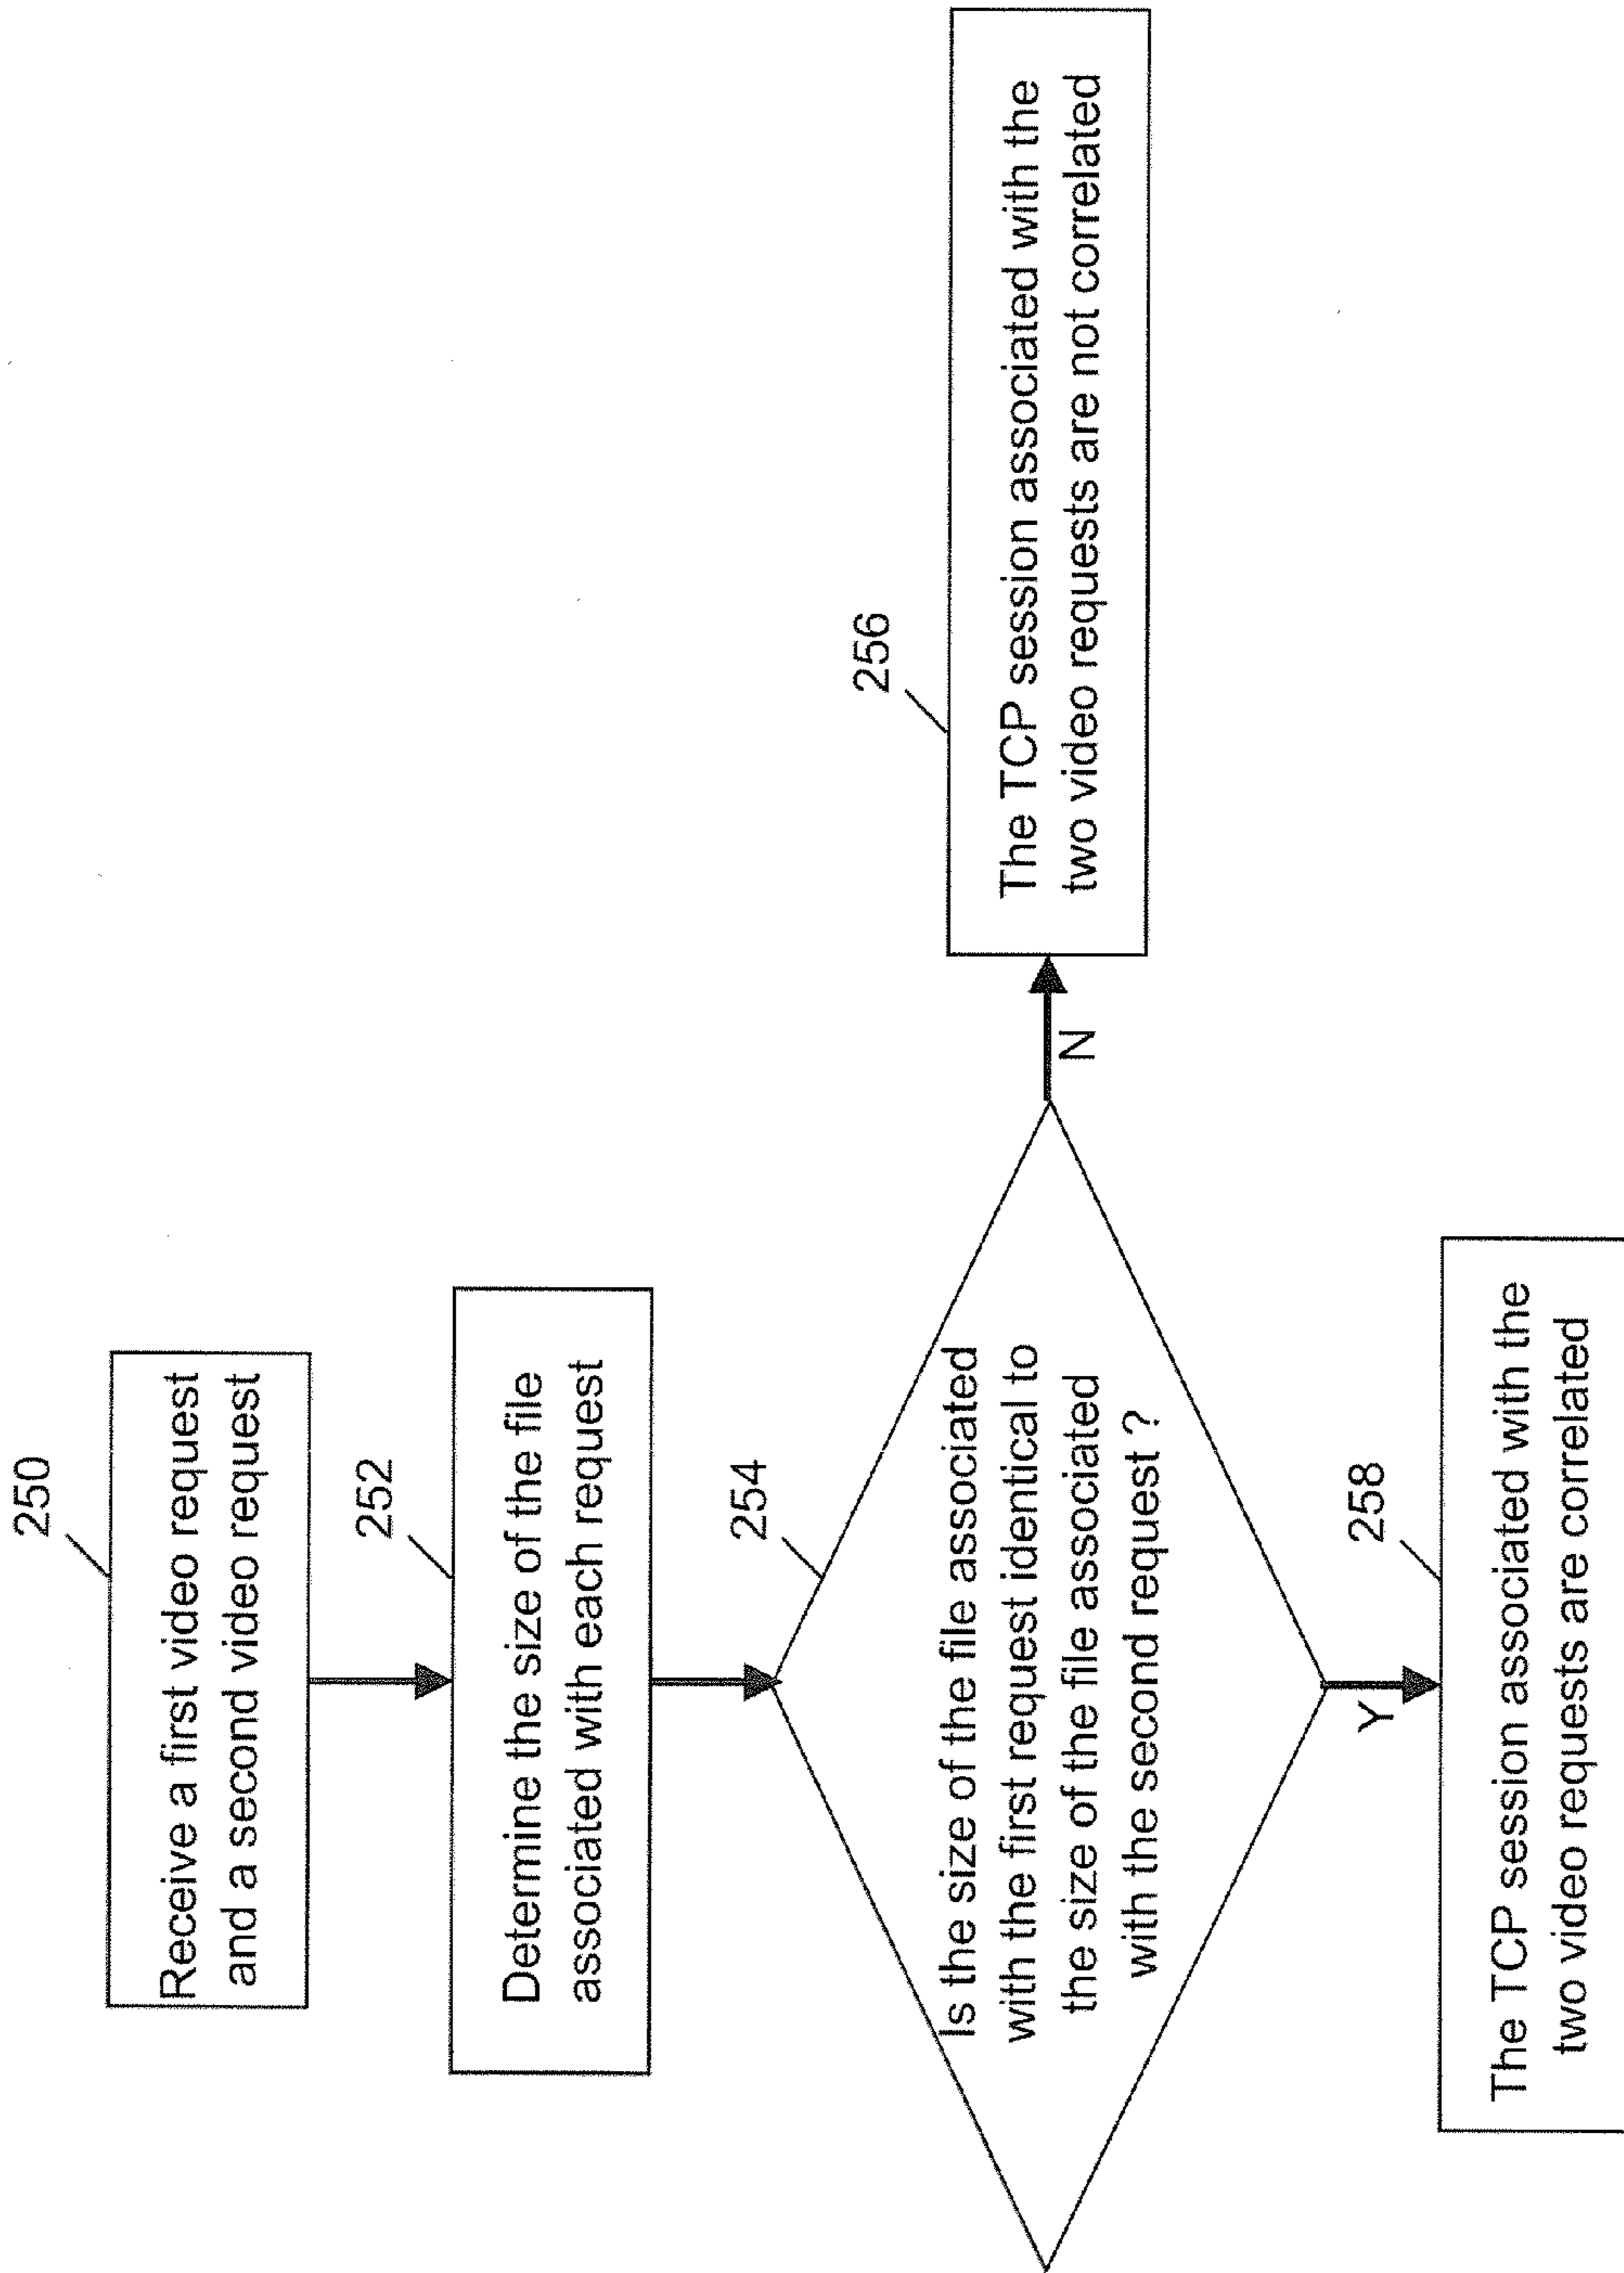 250
Receive a first video request
and a second video request
252
Determine the size of the file
associated with each request
254
Is the size of the file associated
with the first request identical to
the size of the file associated
with the second request ?
N
256
The TCP session associated with the
two video requests are not correlated
Y
258
The TCP session associated with the
two video requests are correlated